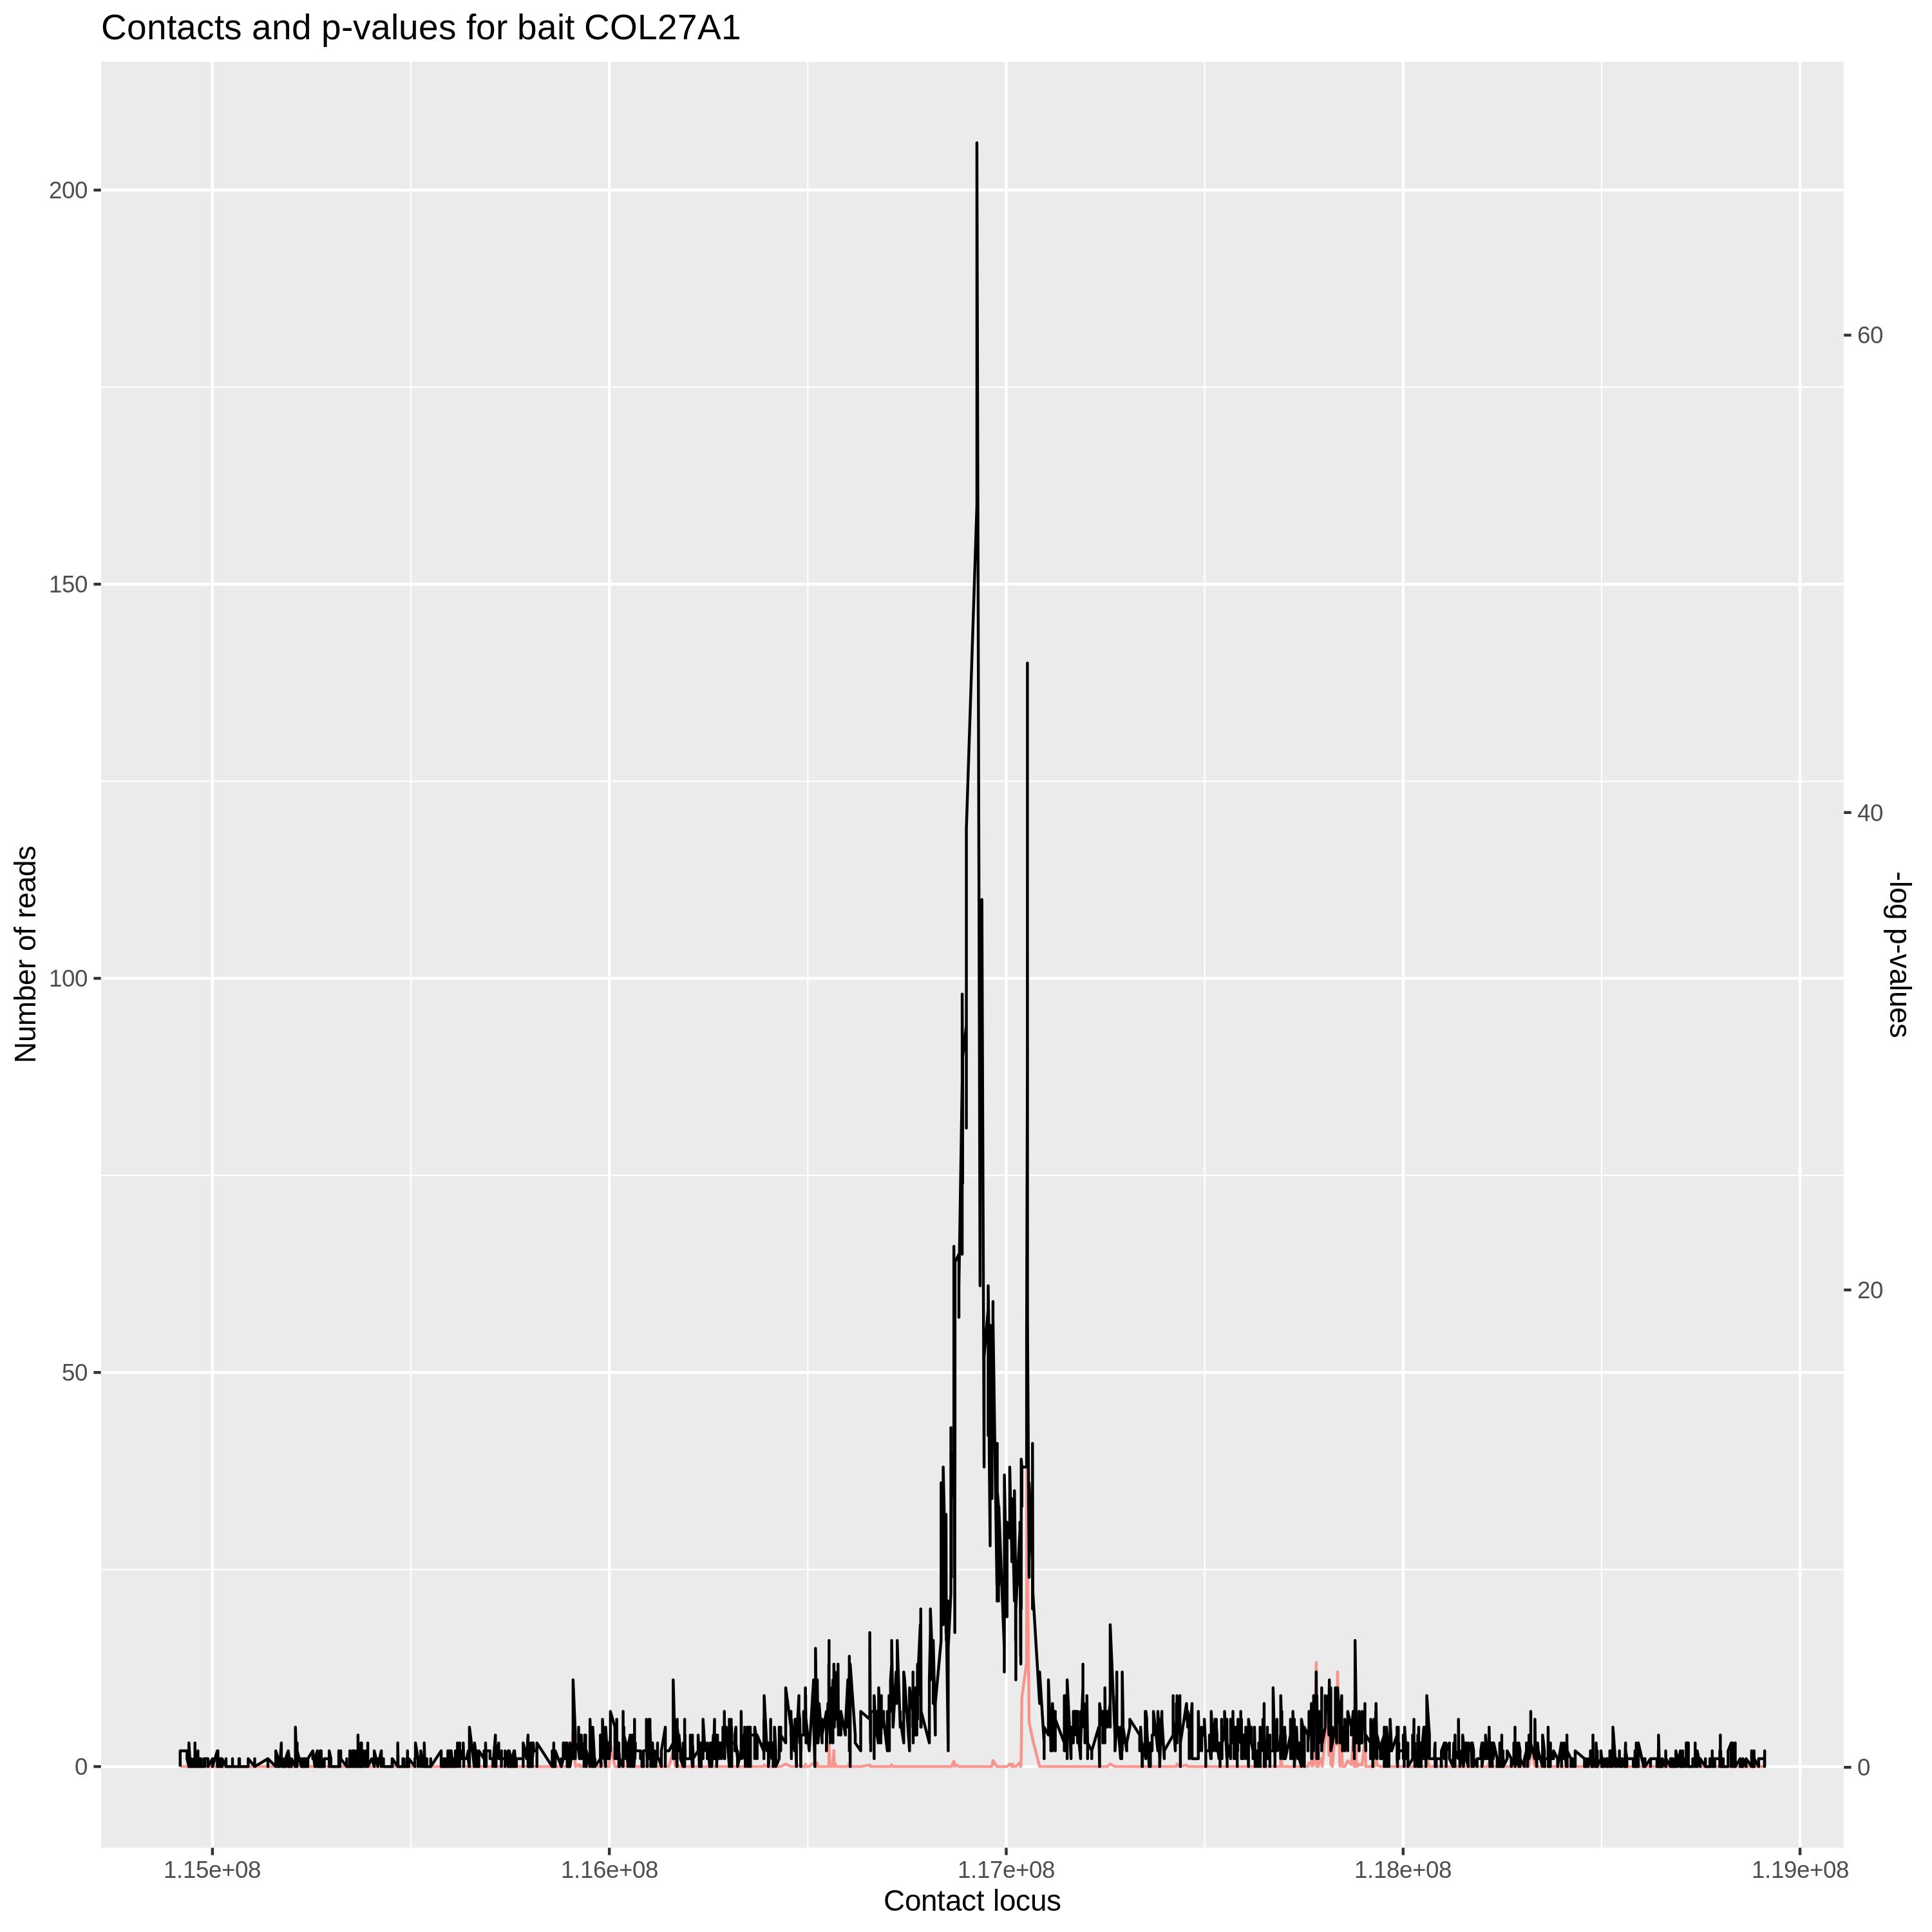 Contacts and p-values for bait COL27A1
200
150
100
50
0
Number of reads
60
40
20
0
-log p-values
1.15e+08
1.16e+08
1.17e+08
1.18e+08
1.19e+08
Contact locus